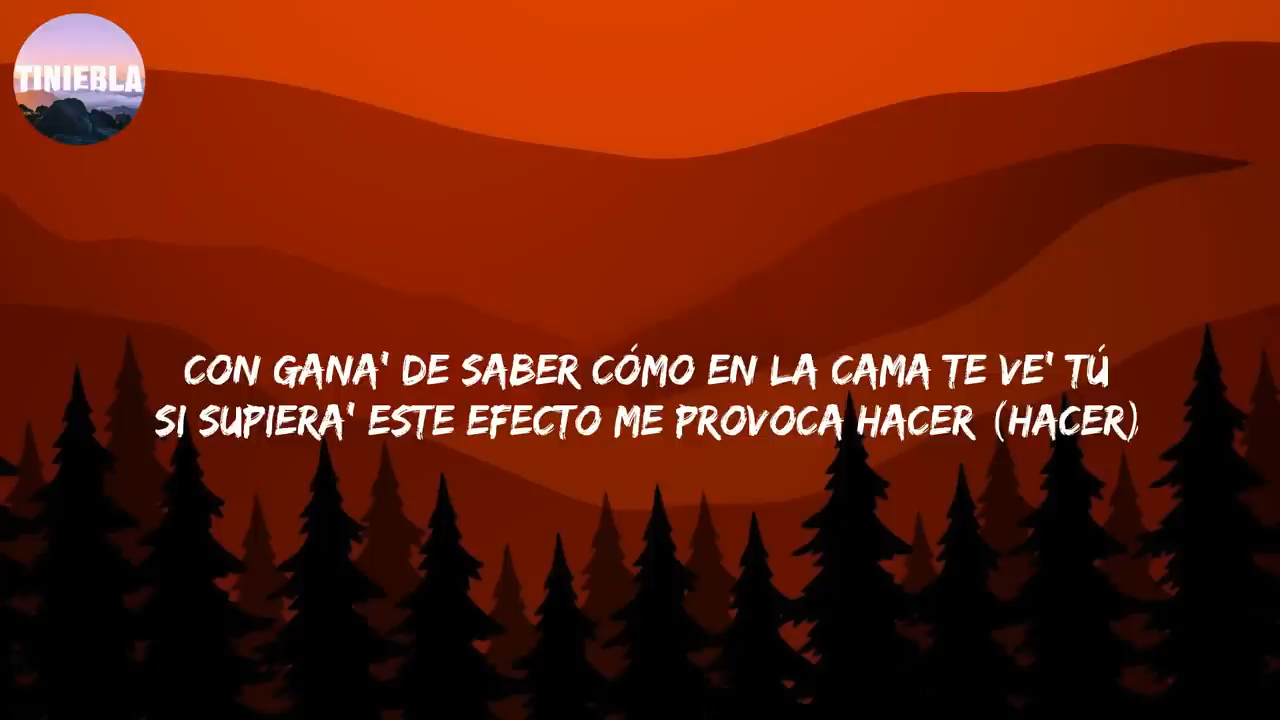 TINIEBLA
CON GANA' DE SABER CÓMO EN LA CAMA TE VE' TÚ
SI SUPIERA' ESTE EFECTO ME PROVOCA HACER (HACER)